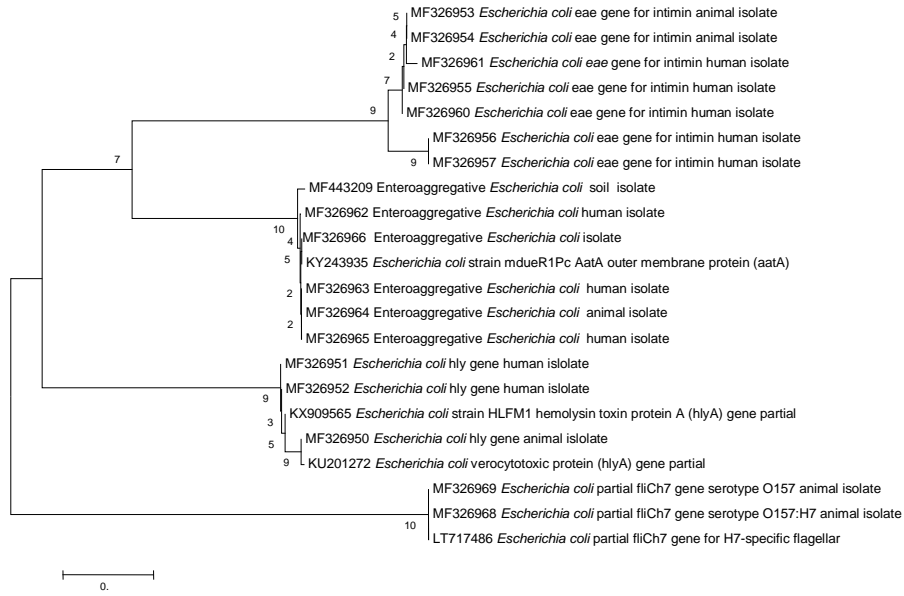 5
MF326953 Escherichia coli eae gene for intimin animal isolate
4
MF326954 Escherichia coli eae gene for intimin animal isolate
2
MF326961 Escherichia coli eae gene for intimin human isolate
7
MF326955 Escherichia coli eae gene for intimin human isolate
9
MF326960 Escherichia coli eae gene for intimin human isolate
MF326956 Escherichia coli eae gene for intimin human isolate
9
MF326957 Escherichia coli eae gene for intimin human isolate
7
MF443209 Enteroaggregative Escherichia coli soil isolate
MF326962 Enteroaggregative Escherichia coli human isolate
10
4
MF326966 Enteroaggregative Escherichia coli isolate
5
KY243935 Escherichia coli strain mdueR1Pc AatA outer membrane protein (aatA)
2
MF326963 Enteroaggregative Escherichia coli human isolate
MF326964 Enteroaggregative Escherichia coli animal isolate
2
MF326965 Enteroaggregative Escherichia coli human isolate
MF326951 Escherichia coli hly gene human islolate
MF326952 Escherichia coli hly gene human islolate
9
KX909565 Escherichia coli strain HLFM1 hemolysin toxin protein A (hlyA) gene partial
3
MF326950 Escherichia coli hly gene animal islolate
5
9
KU201272 Escherichia coli verocytotoxic protein (hlyA) gene partial
MF326969 Escherichia coli partial fliCh7 gene serotype O157 animal isolate
MF326968 Escherichia coli partial fliCh7 gene serotype O157:H7 animal isolate
10
LT717486 Escherichia coli partial fliCh7 gene for H7-specific flagellar
0.